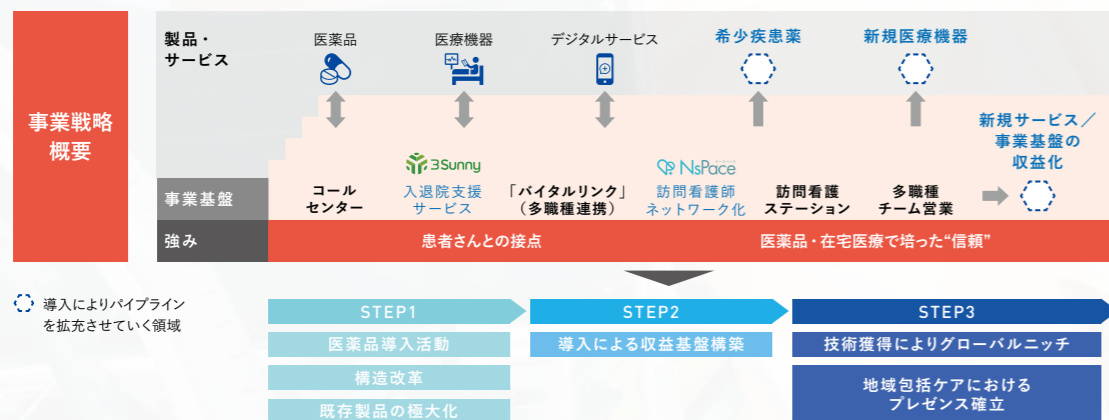 事業戦略
概要
製品・
サービス
医薬品
医療機器
デジタルサービス
希少疾患薬
新規医療機器
新規サービス／
事業基盤の
収益化
事業基盤
コール
センター
3Sunny
入退院支援
サービス
「バイタルリンク」
（多職種連携）
NsPace
訪問看護師
ネットワーク化
訪問看護
ステーション
多職種
チーム営業
強み
患者さんとの接点
医薬品・在宅医療で培った“信頼”
導入によりパイプライン
を拡充させていく領域
STEP1
医薬品導入活動
構造改革
既存製品の極大化
STEP2
導入による収益基盤構築
STEP3
技術獲得によりグローバルニッチ
地域包括ケアにおける
プレゼンス確立